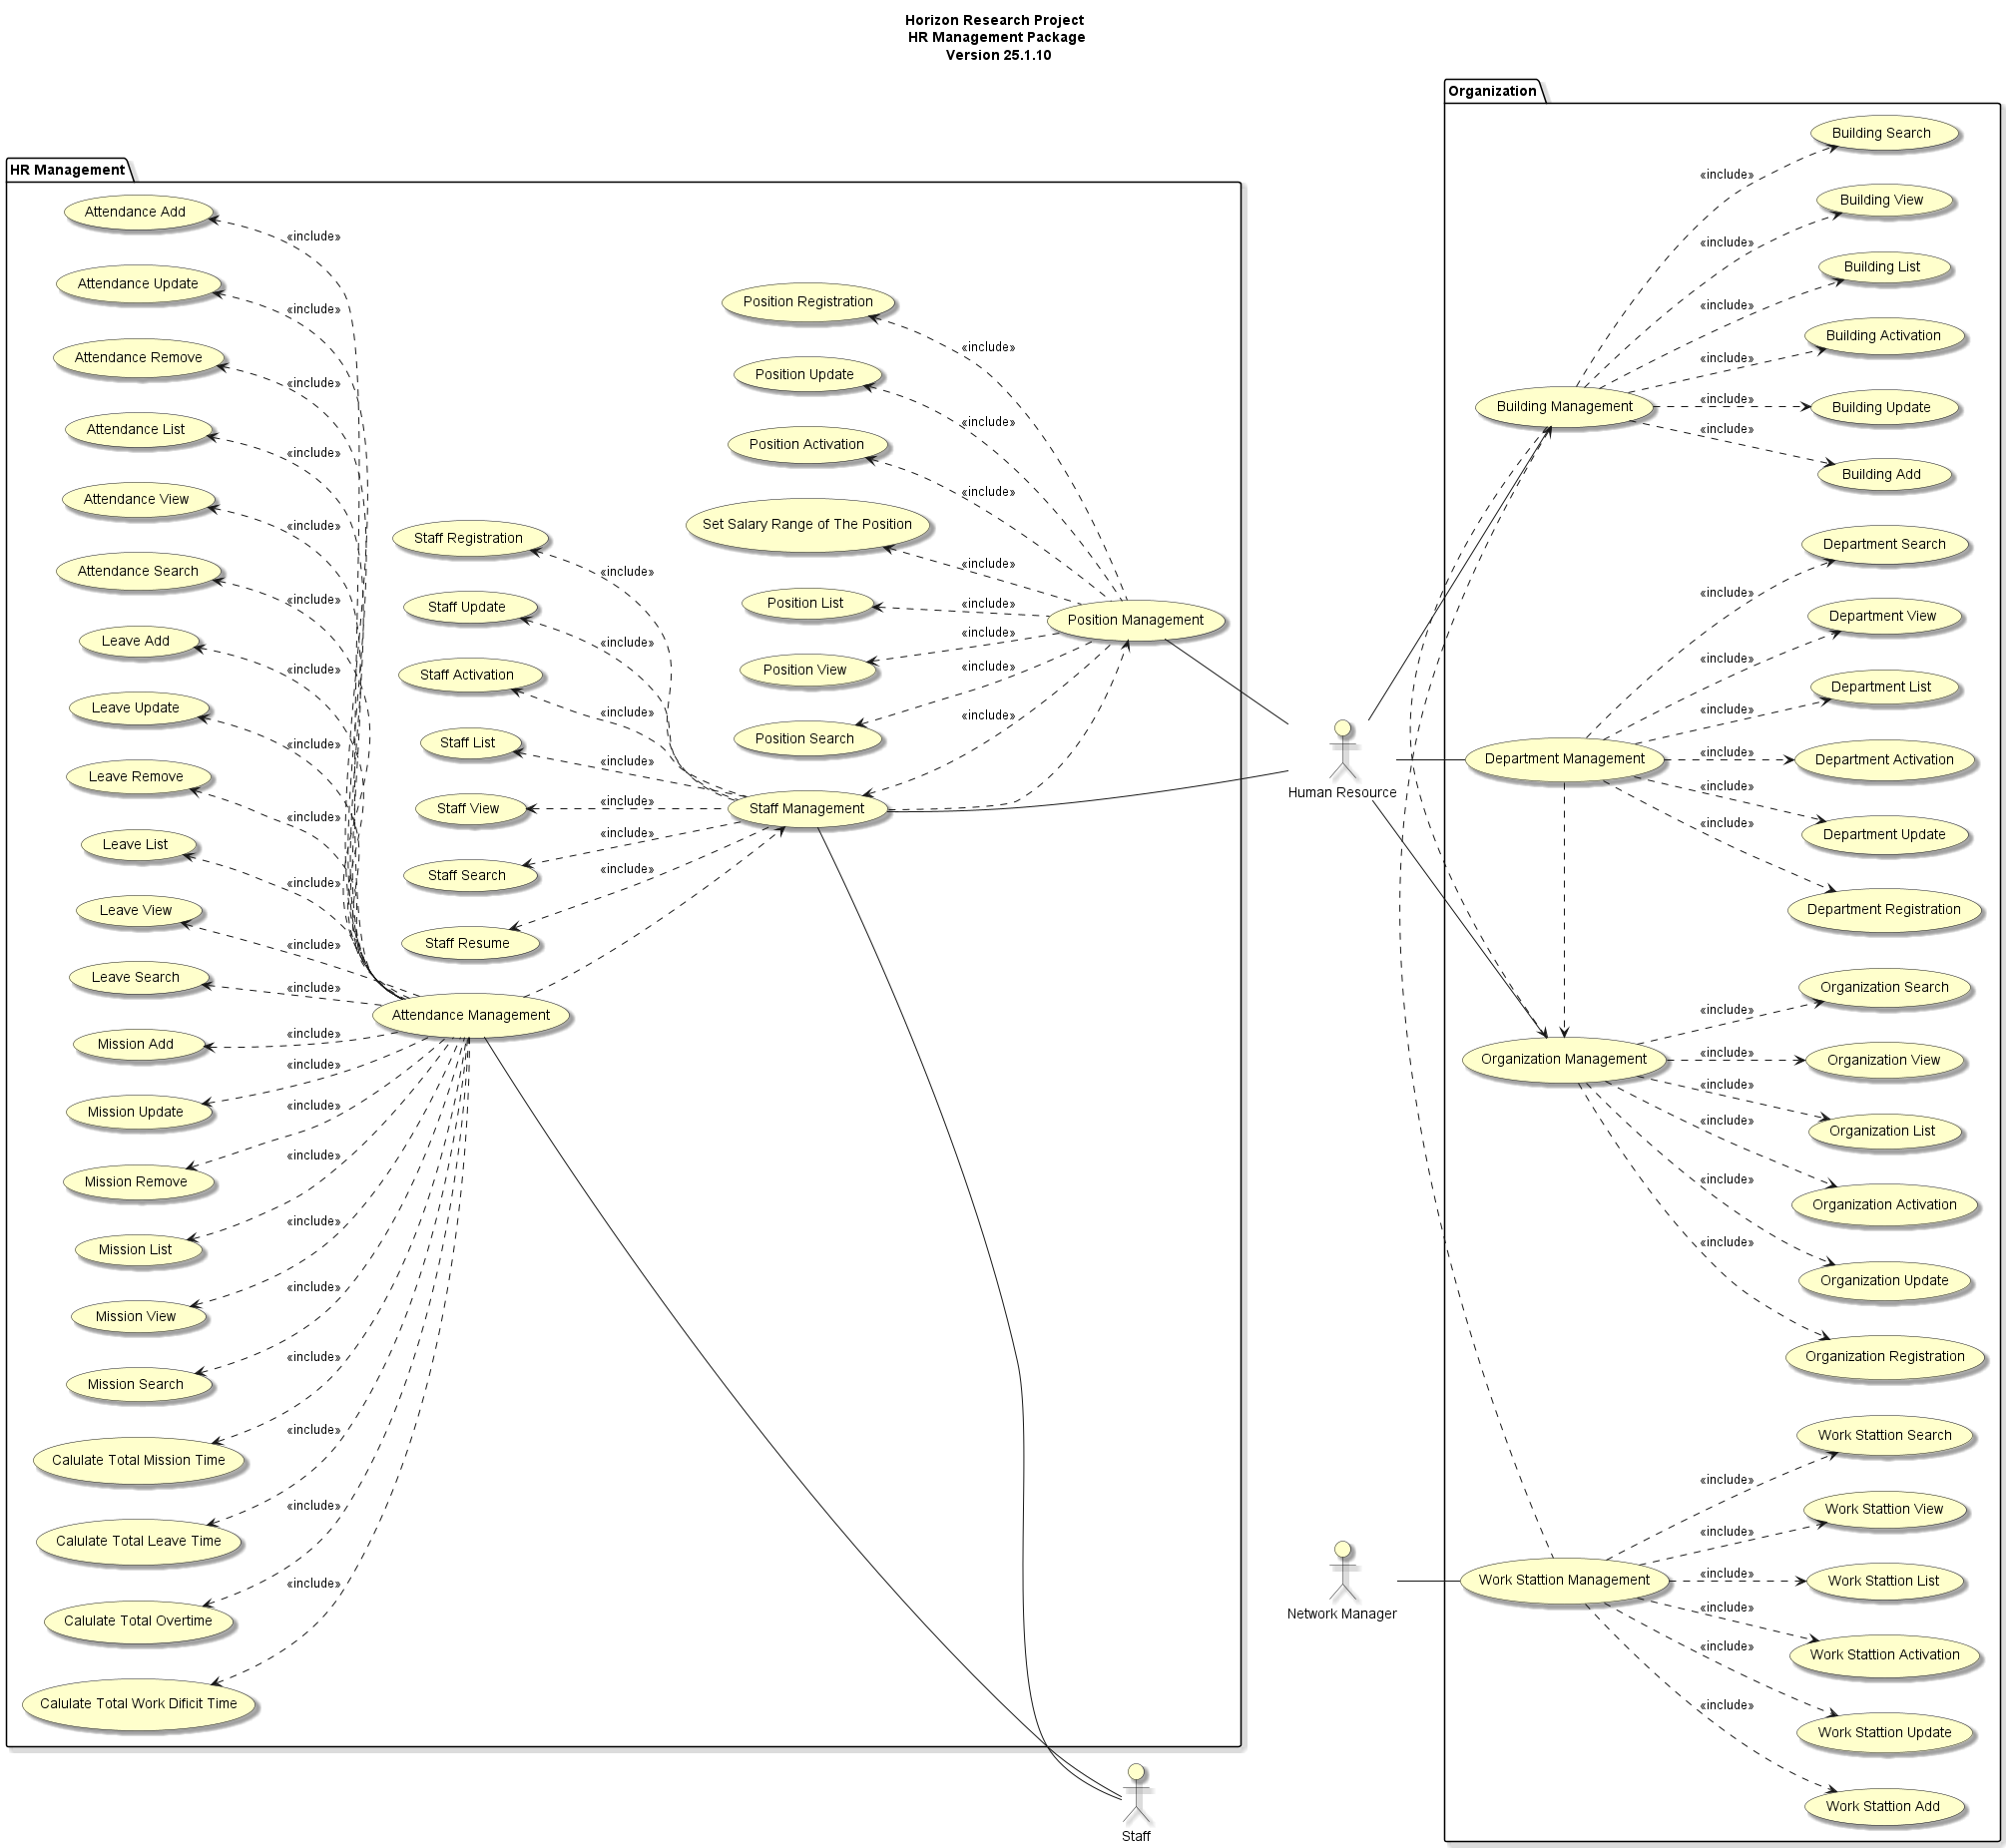 Horizon Research Project
HR Management Package
Version 25.1.10
HR Management
Attendance Add
«include»
Attendance Update
«include»
Attendance Remove
«include»
Attendance List
«include»
Attendance View
«include»
Attendance Search
«include»
Leave Add
«include»
Leave Update
«include»
Leave Remove
«include»
Leave List
«include»
Leave View
«include»
Leave Search
«include»
Mission Add
«include»
Mission Update
«include»
Mission Remove
«include»
Mission List
«include»
Mission View
«include»
Mission Search
«include»
Calulate Total Mission Time
«include»
Calulate Total Leave Time
«include»
Calulate Total Overtime
«include»
Calulate Total Work Dificit Time
«include»
Attendance Management
Staff Registration
«include»
Staff Update
Staff Activation
«include»
Staff List
«include»
Staff View
«include»
Staff Search
«include»
Staff Resume
«include»
Staff Management
Position Registration
«include»
Position Update
«include»
Position Activation
«include»
Set Salary Range of The Position
«include»
Position List
«include»
Position View
«include»
Position Search
«include»
«include»
Position Management
Human Resource
Network Manager
Staff
Organization
Building Management
«include»
Building Search
«include»
Building View
«include»
Building List
«include»
Building Activation
«include»
Building Update
«include»
Building Add
Department Management
«include»
Department Search
«include»
Department View
«include»
Department List
«include»
Department Activation
«include»
Department Update
«include»
Department Registration
Organization Management
«include»
Organization Search
«include»
Organization View
«include»
Organization List
«include»
Organization Activation
«include»
Organization Update
«include»
Organization Registration
Work Stattion Management
«include»
Work Stattion Search
«include»
Work Stattion View
«include»
Work Stattion List
«include»
Work Stattion Activation
«include»
Work Stattion Update
«include»
Work Stattion Add